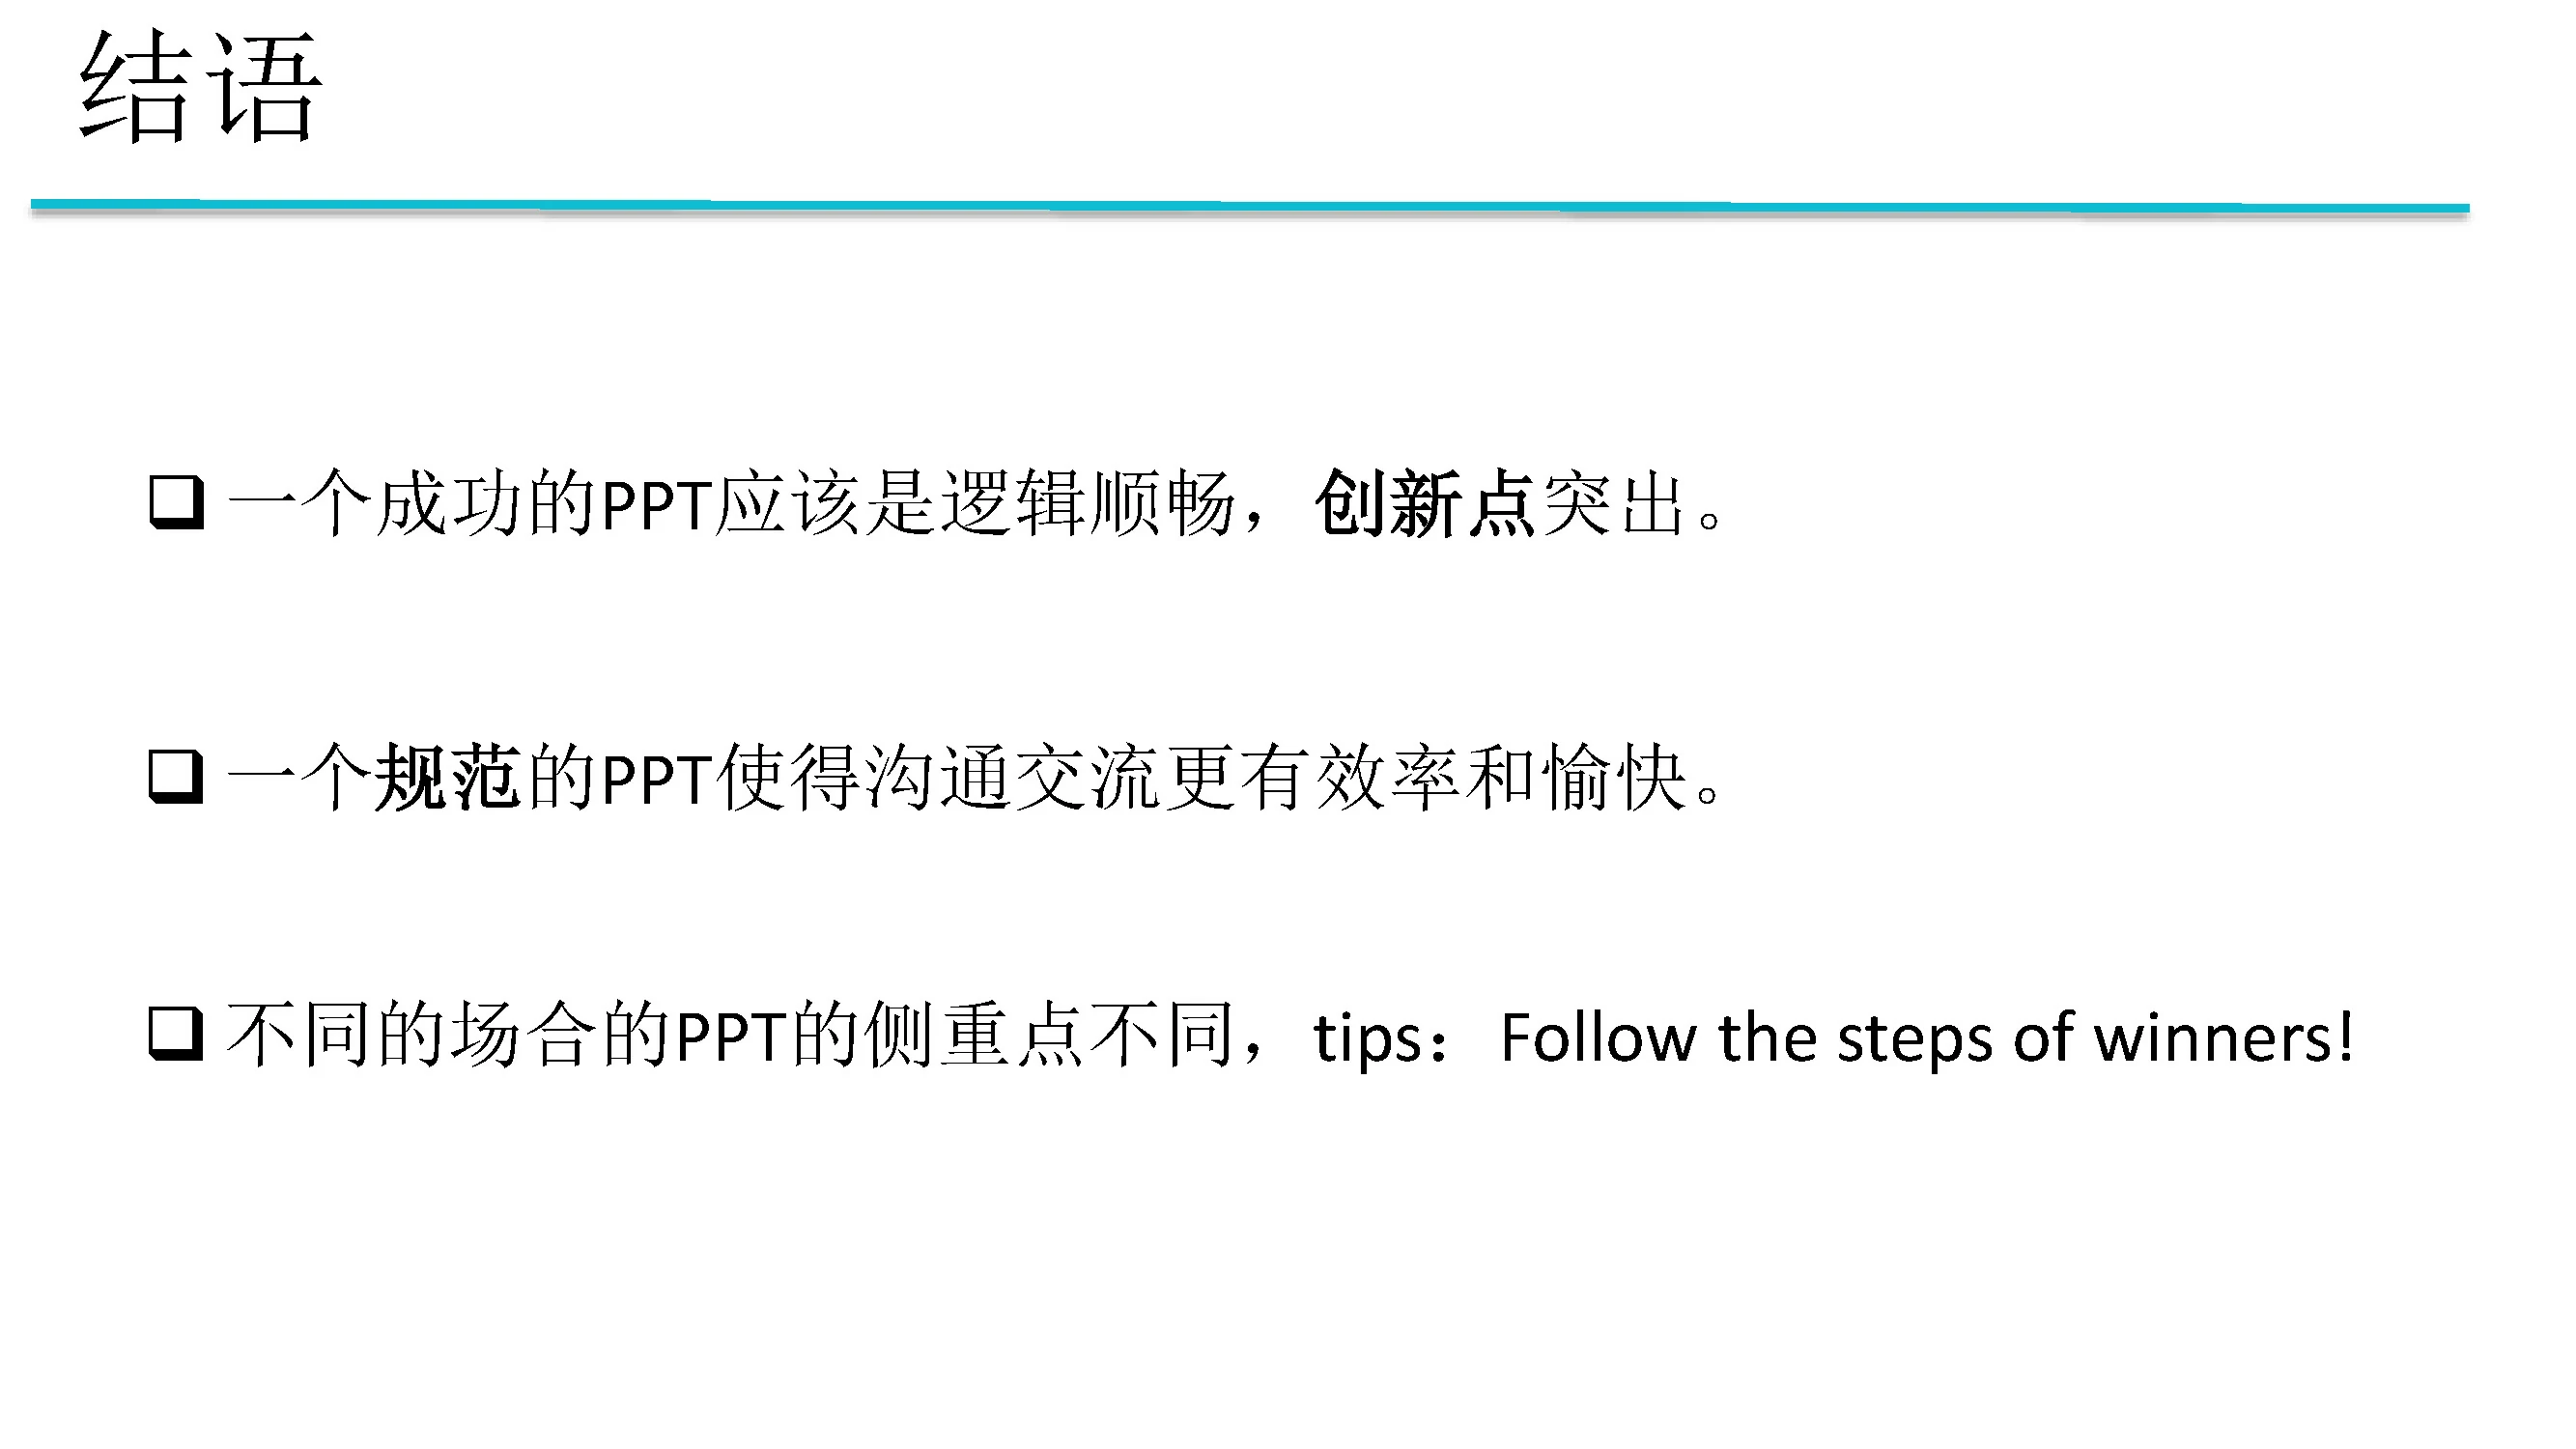 结语
一个成功的PPT应该是逻辑顺畅，创新点突出。
一个规范的PPT使得沟通交流更有效率和愉快。
不同的场合的PPT的侧重点不同，tips：Follow the steps of winners!